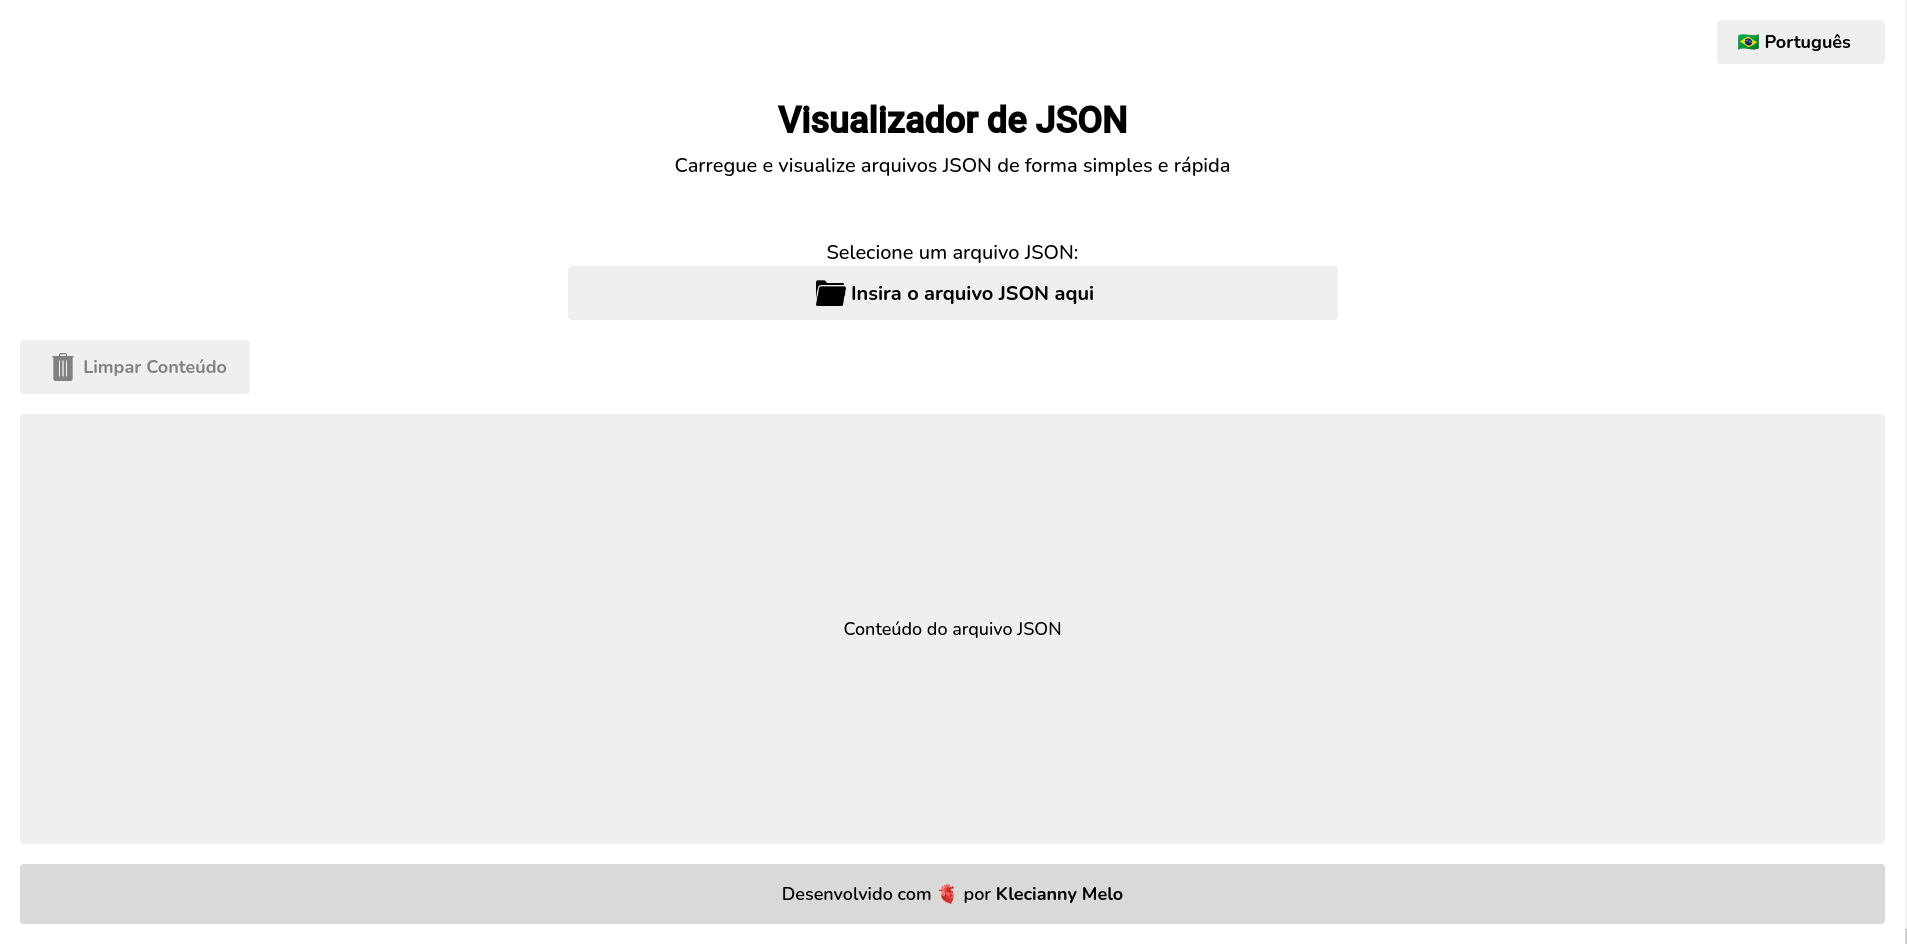 🇧🇷 Português
Visualizador de JSON
Carregue e visualize arquivos JSON de forma simples e rápida
Selecione um arquivo JSON:
Insira o arquivo JSON aqui
Limpar Conteúdo
Conteúdo do arquivo JSON
Desenvolvido com 🫀 por Klecianny Melo